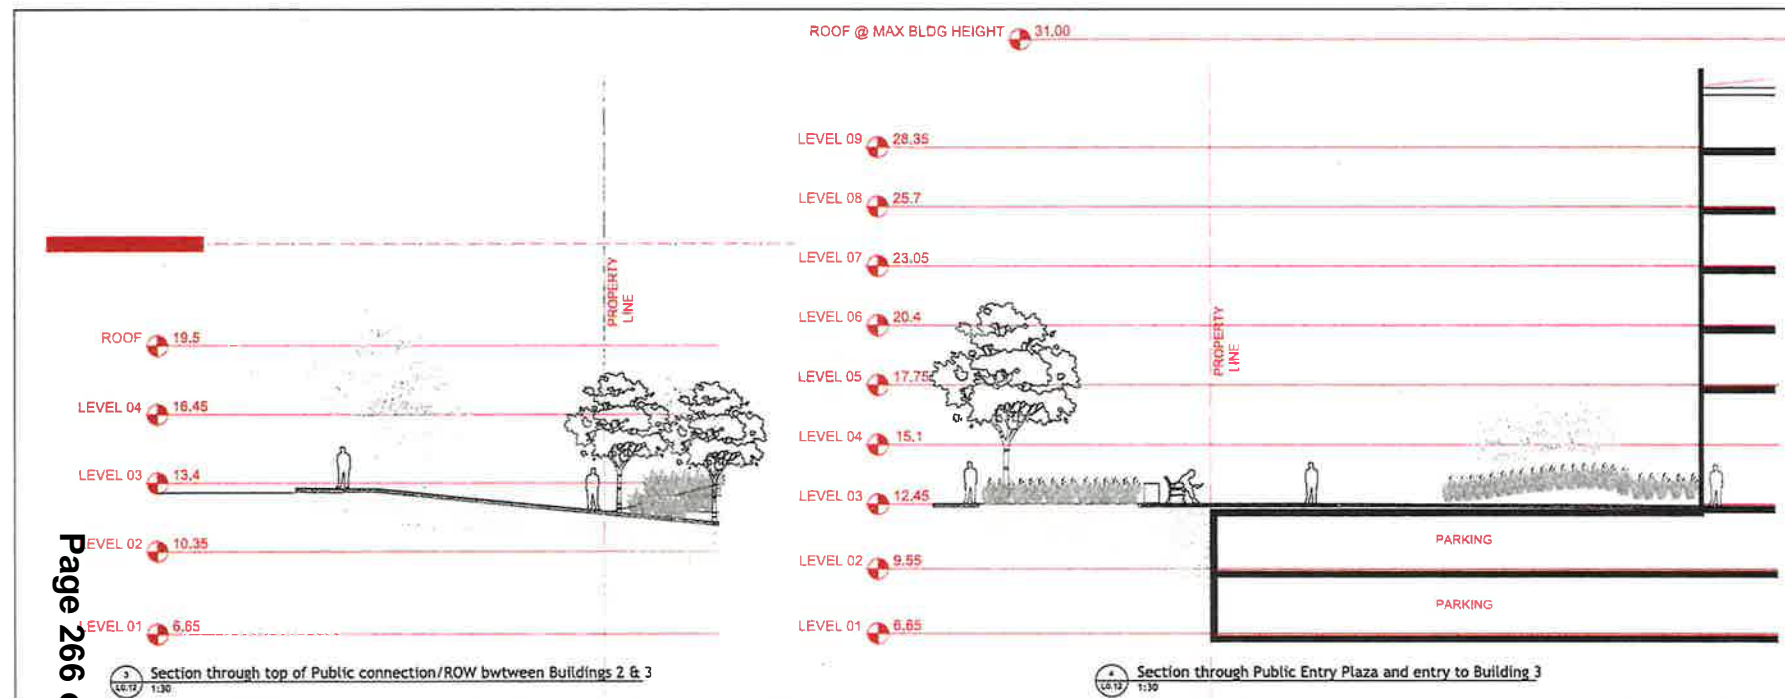 ROOF @ MAX BLDG HEIGHT 31.00
PROPERTY
LINE
ROOF 19.5
LEVEL 04 16.45
LEVEL 03 13.4
LEVEL 02 10.35
LEVEL 01 6.65
Page 266 o
3
L0.12
Section through top of Public connection/ROW bwtween Buildings 2 & 3
1:30
LEVEL 09 28.35
LEVEL 08 25.7
LEVEL 07 23.05
LEVEL 06 20.4
LEVEL 05 17.75
LEVEL 04 15.1
LEVEL 03 12.45
LEVEL 02 9.55
LEVEL 01 6.65
PROPERTY
LINE
PARKING
PARKING
4
L0.12
Section through Public Entry Plaza and entry to Building 3
1:30